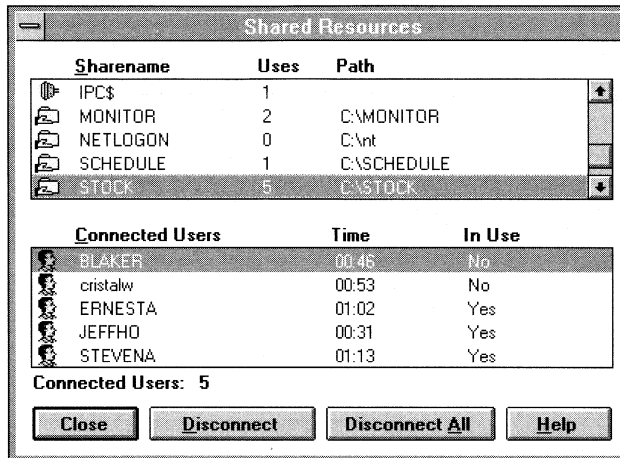 Shared Resources
Sharename Uses Path
IPC$ 1
MONITOR 2 C:\MONITOR
NETLOGON 0 C:\nt
SCHEDULE 1 C:\SCHEDULE
STOCK 5 C:\STOCK
Connected Users Time In Use
BLAKER 00:46 No
cristalw 00:53 No
ERNESTA 01:02 Yes
JEFFHO 00:31 Yes
STEVENA 01:13 Yes
Connected Users: 5
Close Disconnect Disconnect All Help